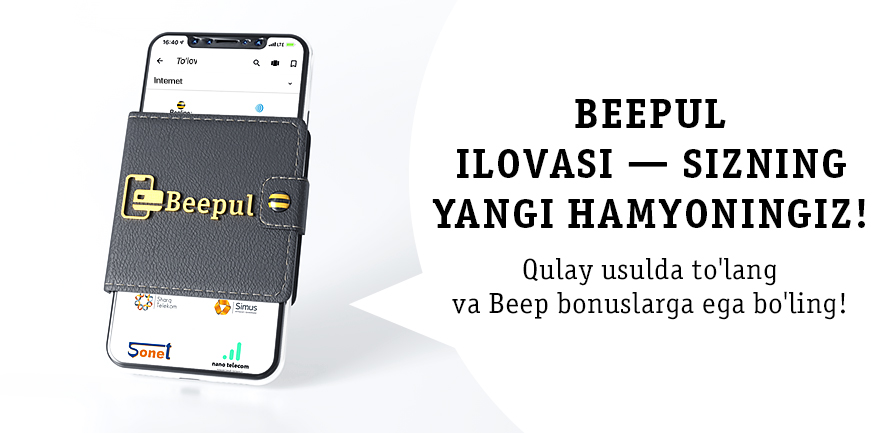 16:40
LTE
To'lov
Internet
Beepul
Sharq
Telekom
Simus
Sonet
nano telecom
BEEPUL
ILOVASI — SIZNING
YANGI HAMYONINGIZ!
Qulay usulda to'lang
va Beep bonuslarga ega bo'ling!